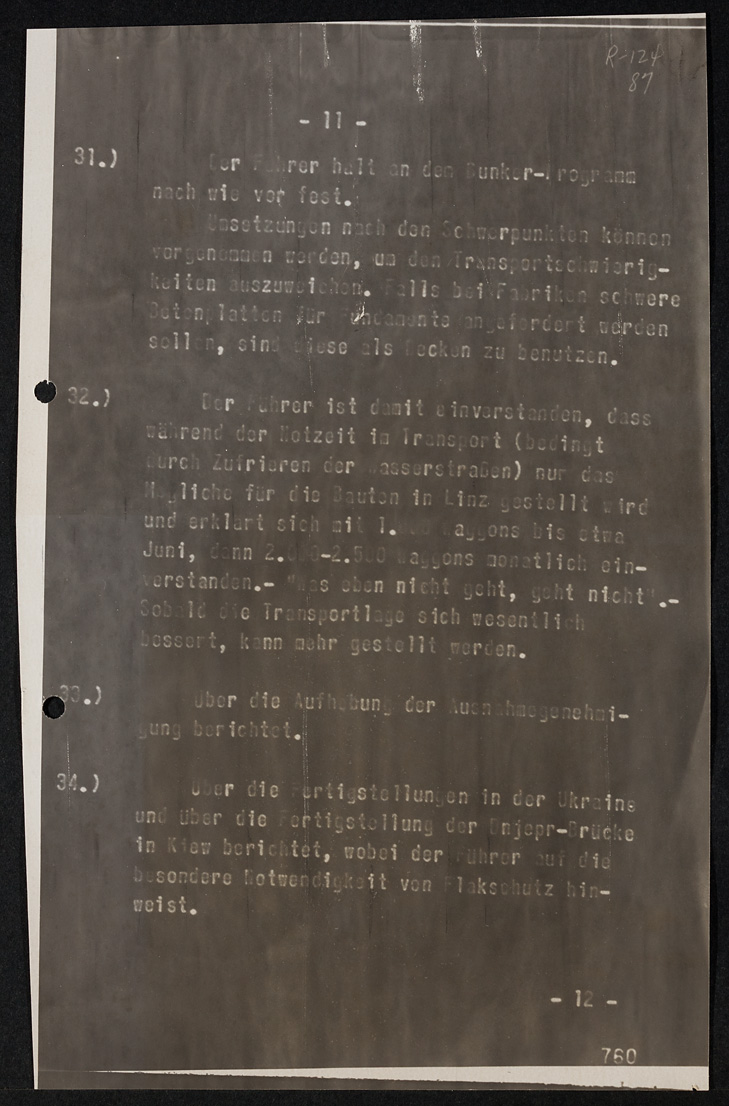 R-124
87
- 11 -
31.) Der Führer hält an dem Bunker-Programm
nach wie vor fest.
Umsetzungen nach den Schwerpunkten können
vorgenommen werden, um den Transportschwierig-
keiten auszuweichen. Falls bei Fabriken schwere
Betonplatten für Fundamente angefordert werden
sollen, sind diese als Decken zu benutzen.
32.) Der Führer ist damit einverstanden, dass
während der Notzeit im Transport (bedingt
durch Zufrieren der Wasserstraßen) nur das
Mögliche für die Bauten in Linz gestellt wird
und erklärt sich mit 1.000 Waggons bis etwa
Juni, dann 2.000-2.500 Waggons monatlich ein-
verstanden.- "Was eben nicht geht, geht nicht".-
Sobald die Transportlage sich wesentlich
bessert, kann mehr gestellt werden.
33.) Über die Aufhebung der Ausnahmegenehmi-
gung berichtet.
34.) Über die Fertigstellungen in der Ukraine
und über die Fertigstellung der Dnjepr-Brücke
in Kiew berichtet, wobei der Führer auf die
besondere Notwendigkeit von Flakschutz hin-
weist.
- 12 -
760